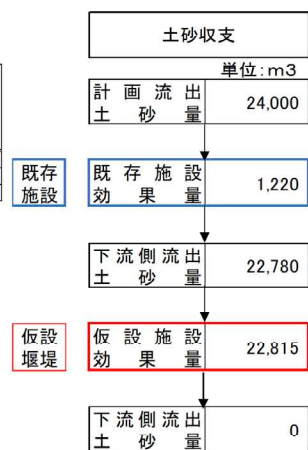 土砂収支
単位:m3
計画流出
土砂量
24,000
既存
施設
既存施設
効果量
1,220
下流側流出
土砂量
22,780
仮設
堰堤
仮設施設
効果量
22,815
下流側流出
土砂量
0